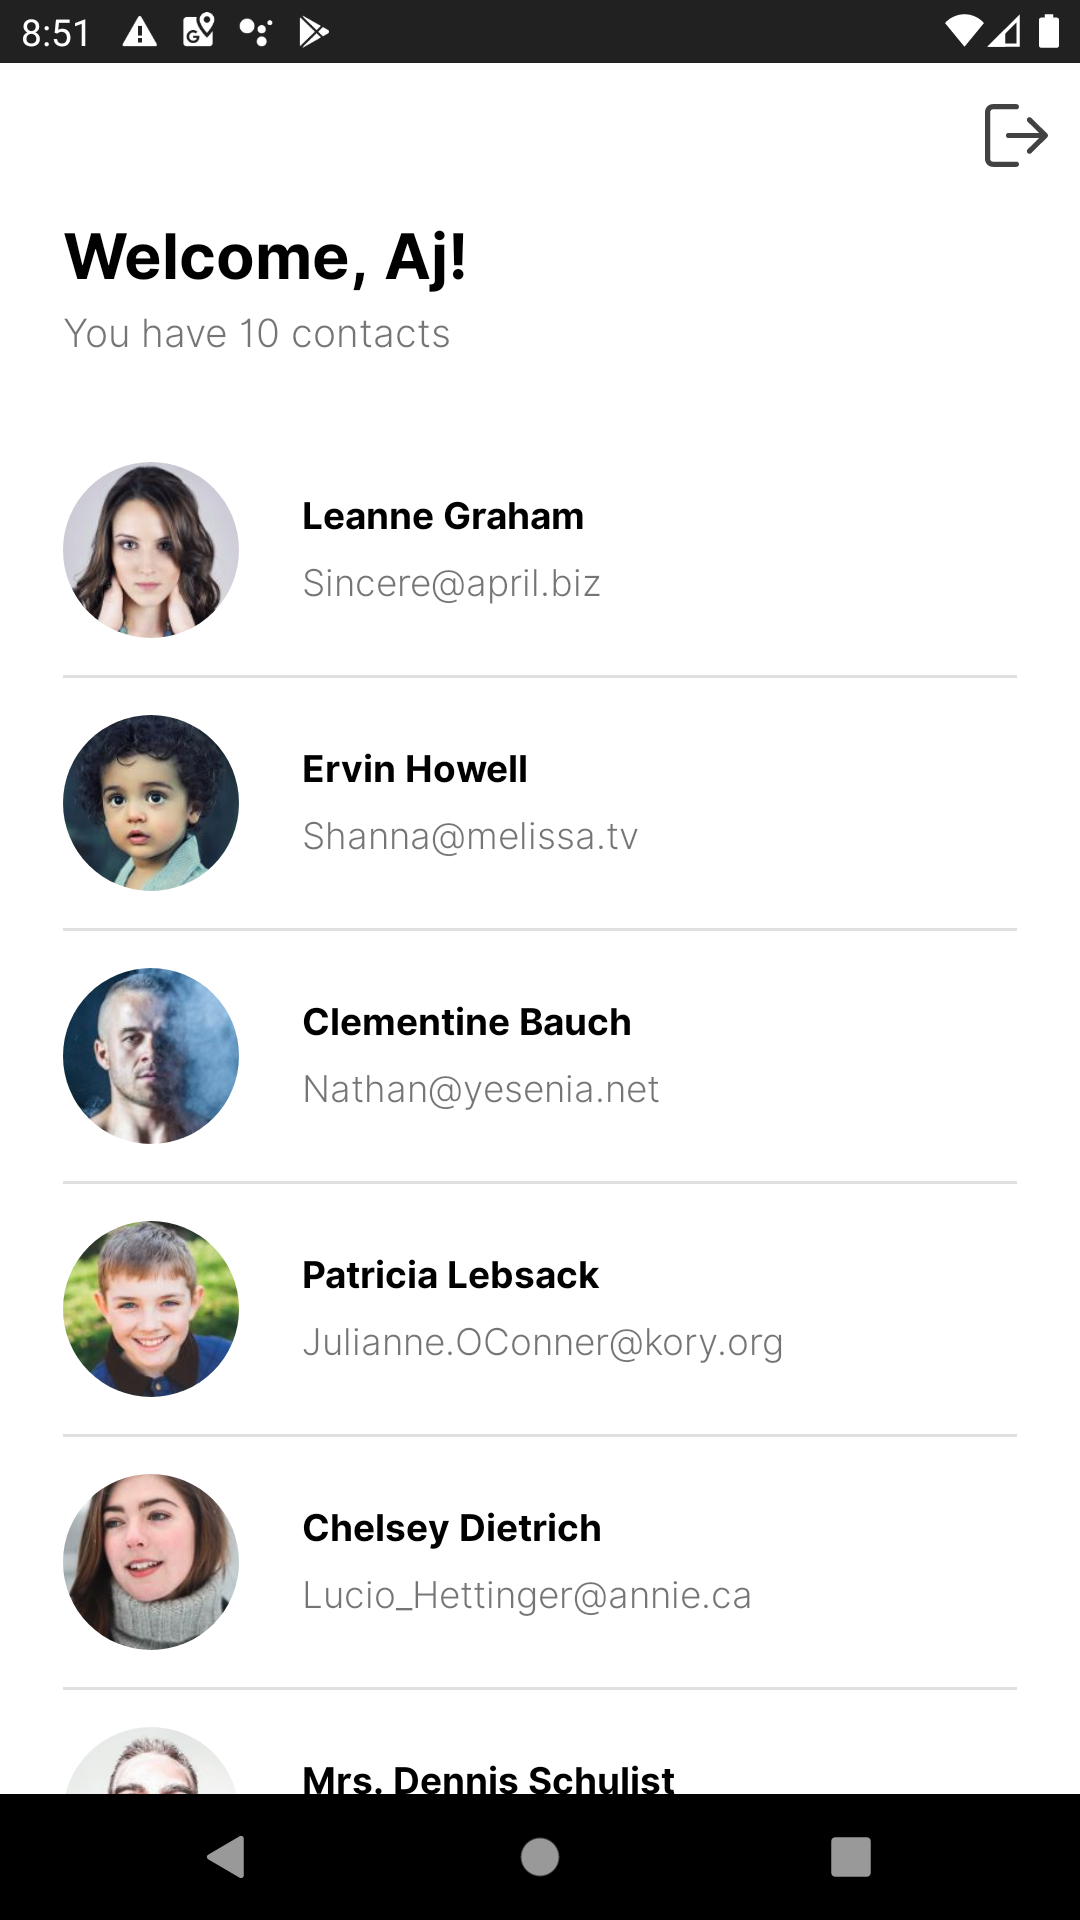 8:51
Welcome, Aj!
You have 10 contacts
Leanne Graham
Sincere@april.biz
Ervin Howell
Shanna@melissa.tv
Clementine Bauch
Nathan@yesenia.net
Patricia Lebsack
Julianne.OConner@kory.org
Chelsey Dietrich
Lucio_Hettinger@annie.ca
Mrs. Dennis Schulist